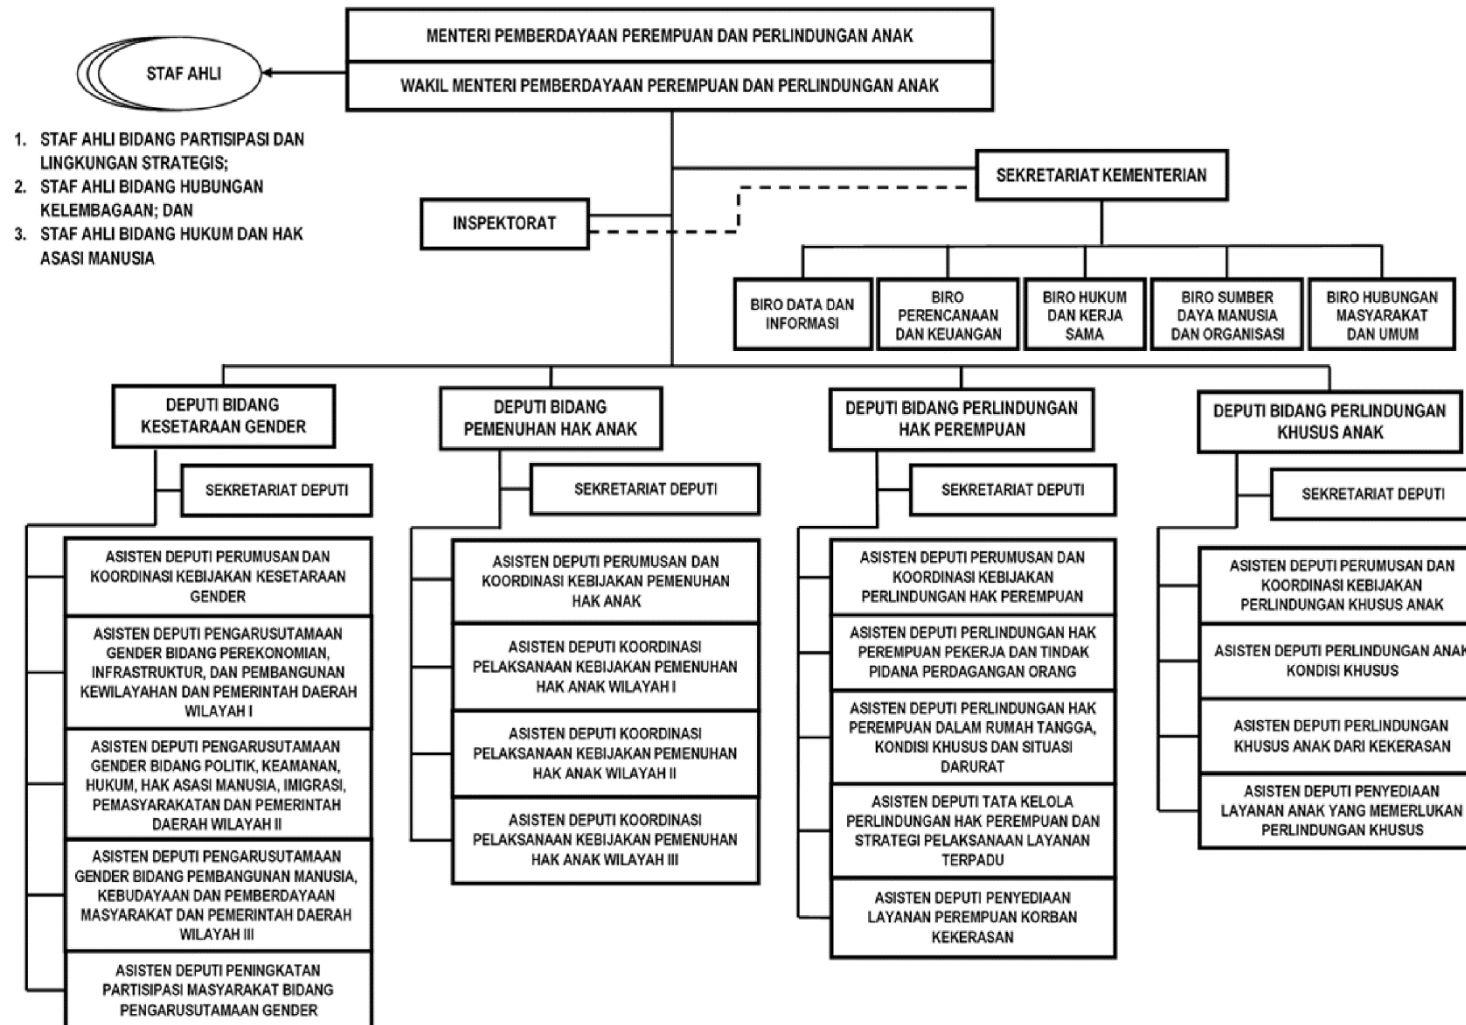 MENTERI PEMBERDAYAAN PEREMPUAN DAN PERLINDUNGAN ANAK
WAKIL MENTERI PEMBERDAYAAN PEREMPUAN DAN PERLINDUNGAN ANAK
STAF AHLI
1. STAF AHLI BIDANG PARTISIPASI DAN
LINGKUNGAN STRATEGIS;
2. STAF AHLI BIDANG HUBUNGAN
KELEMBAGAAN; DAN
3. STAF AHLI BIDANG HUKUM DAN HAK
ASASI MANUSIA
SEKRETARIAT KEMENTERIAN
INSPEKTORAT
BIRO DATA DAN
INFORMASI
BIRO
PERENCANAAN
DAN KEUANGAN
BIRO HUKUM
DAN KERJA
SAMA
BIRO SUMBER
DAYA MANUSIA
DAN ORGANISASI
BIRO HUBUNGAN
MASYARAKAT
DAN UMUM
DEPUTI BIDANG
KESETARAAN GENDER
SEKRETARIAT DEPUTI
ASISTEN DEPUTI PERUMUSAN DAN
KOORDINASI KEBIJAKAN KESETARAAN
GENDER
ASISTEN DEPUTI PENGARUSUTAMAAN
GENDER BIDANG PEREKONOMIAN,
INFRASTRUKTUR, DAN PEMBANGUNAN
KEWILAYAHAN DAN PEMERINTAH DAERAH
WILAYAH I
ASISTEN DEPUTI PENGARUSUTAMAAN
GENDER BIDANG POLITIK, KEAMANAN,
HUKUM, HAK ASASI MANUSIA, IMIGRASI,
PEMASYARAKATAN DAN PEMERINTAH
DAERAH WILAYAH II
ASISTEN DEPUTI PENGARUSUTAMAAN
GENDER BIDANG PEMBANGUNAN MANUSIA,
KEBUDAYAAN DAN PEMBERDAYAAN
MASYARAKAT DAN PEMERINTAH DAERAH
WILAYAH III
ASISTEN DEPUTI PENINGKATAN
PARTISIPASI MASYARAKAT BIDANG
PENGARUSUTAMAAN GENDER
DEPUTI BIDANG
PEMENUHAN HAK ANAK
SEKRETARIAT DEPUTI
ASISTEN DEPUTI PERUMUSAN DAN
KOORDINASI KEBIJAKAN PEMENUHAN
HAK ANAK
ASISTEN DEPUTI KOORDINASI
PELAKSANAAN KEBIJAKAN PEMENUHAN
HAK ANAK WILAYAH I
ASISTEN DEPUTI KOORDINASI
PELAKSANAAN KEBIJAKAN PEMENUHAN
HAK ANAK WILAYAH II
ASISTEN DEPUTI KOORDINASI
PELAKSANAAN KEBIJAKAN PEMENUHAN
HAK ANAK WILAYAH III
DEPUTI BIDANG PERLINDUNGAN
HAK PEREMPUAN
SEKRETARIAT DEPUTI
ASISTEN DEPUTI PERUMUSAN DAN
KOORDINASI KEBIJAKAN
PERLINDUNGAN HAK PEREMPUAN
ASISTEN DEPUTI PERLINDUNGAN HAK
PEREMPUAN PEKERJA DAN TINDAK
PIDANA PERDAGANGAN ORANG
ASISTEN DEPUTI PERLINDUNGAN HAK
PEREMPUAN DALAM RUMAH TANGGA,
KONDISI KHUSUS DAN SITUASI
DARURAT
ASISTEN DEPUTI TATA KELOLA
PERLINDUNGAN HAK PEREMPUAN DAN
STRATEGI PELAKSANAAN LAYANAN
TERPADU
ASISTEN DEPUTI PENYEDIAAN
LAYANAN PEREMPUAN KORBAN
KEKERASAN
DEPUTI BIDANG PERLINDUNGAN
KHUSUS ANAK
SEKRETARIAT DEPUTI
ASISTEN DEPUTI PERUMUSAN DAN
KOORDINASI KEBIJAKAN
PERLINDUNGAN KHUSUS ANAK
ASISTEN DEPUTI PERLINDUNGAN ANAK
KONDISI KHUSUS
ASISTEN DEPUTI PERLINDUNGAN
KHUSUS ANAK DARI KEKERASAN
ASISTEN DEPUTI PENYEDIAAN
LAYANAN ANAK YANG MEMERLUKAN
PERLINDUNGAN KHUSUS